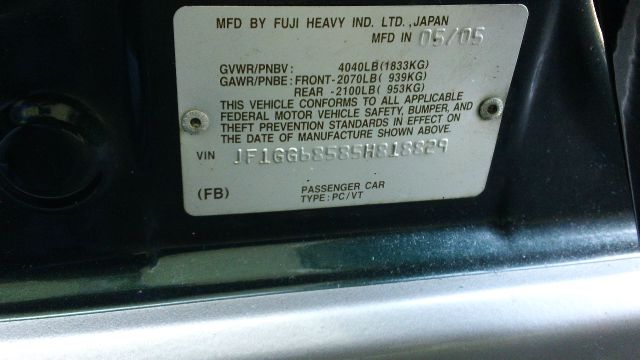 MFD BY FUJI HEAVY IND. LTD.,JAPAN
MFD IN 05/05
GVWR/PNBV: 4040LB(1833KG)
GAWR/PNBE:FRONT-2070LB( 939KG)
REAR -2100LB( 953KG)
THIS VEHICLE CONFORMS TO ALL APPLICABLE
FEDERAL MOTOR VEHICLE SAFETY, BUMPER, AND
THEFT PREVENTION STANDARDS IN EFFECT ON
THE DATE OF MANUFACTURE SHOWN ABOVE.
VIN JF1GG68585H818829
(FB) PASSENGER CAR
TYPE:PC/VT